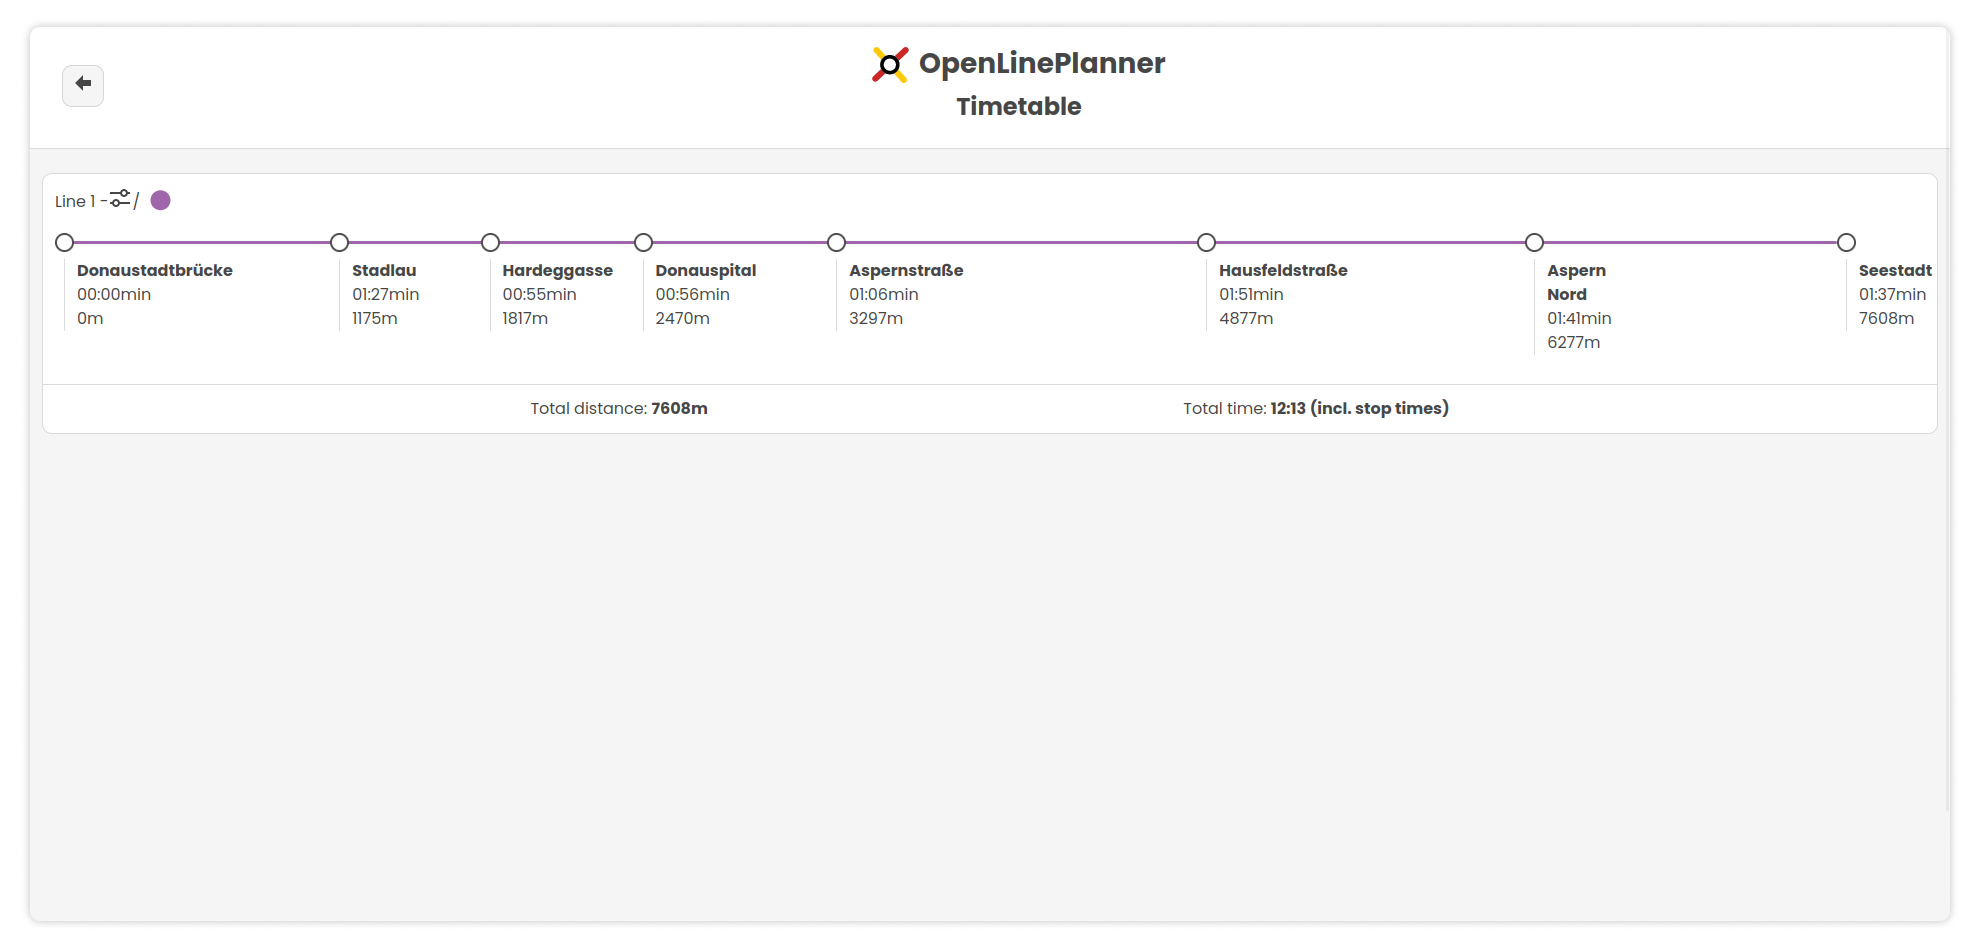 OpenLinePlanner
Timetable
Line 1 - /
Donaustadtbrücke
00:00min
0m
Stadlau
01:27min
1175m
Hardeggasse
00:55min
1817m
Donauspital
00:56min
2470m
Aspernstraße
01:06min
3297m
Hausfeldstraße
01:51min
4877m
Aspern
Nord
01:41min
6277m
Seestadt
01:37min
7608m
Total distance: 7608m
Total time: 12:13 (incl. stop times)